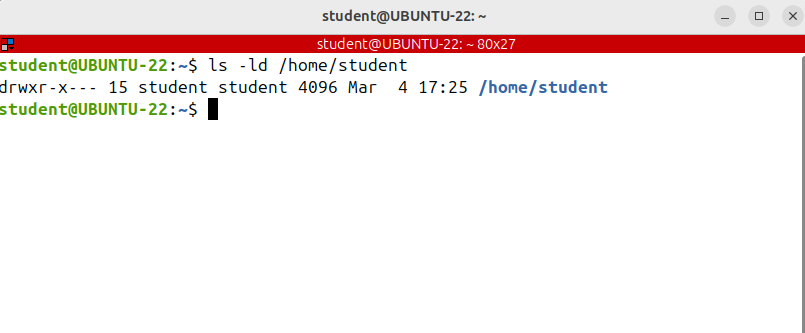 student@UBUNTU-22: ~
student@UBUNTU-22: ~ 80x27
student@UBUNTU-22:~$ ls -ld /home/student
drwxr-x--- 15 student student 4096 Mar  4 17:25 /home/student
student@UBUNTU-22:~$